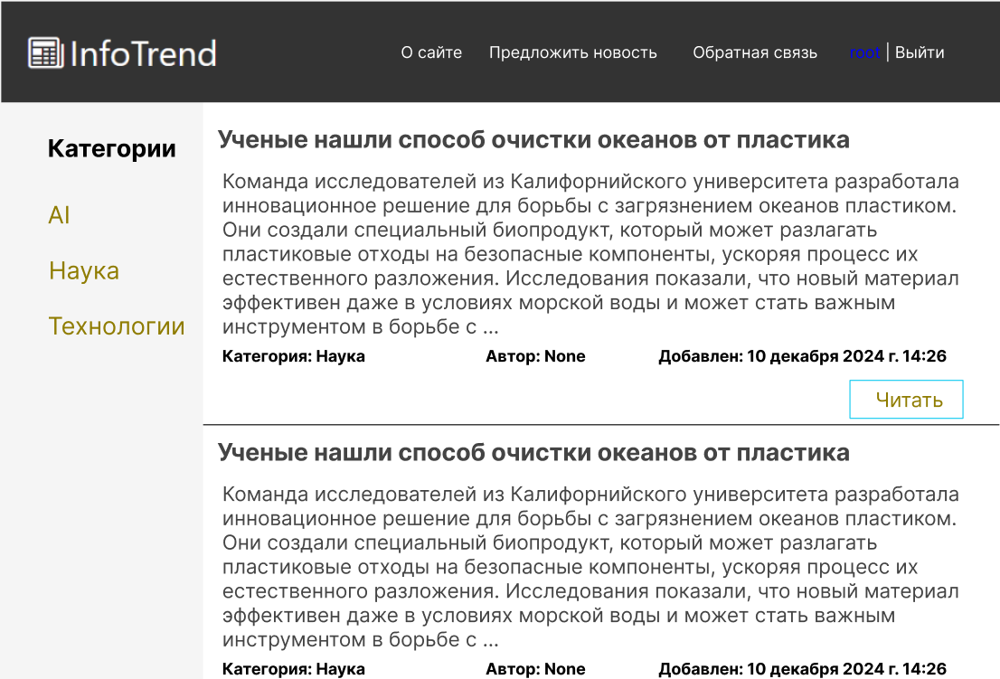 InfoTrend
О сайте Предложить новость Обратная связь root | Выйти
Категории
AI
Наука
Технологии
Ученые нашли способ очистки океанов от пластика
Команда исследователей из Калифорнийского университета разработала
инновационное решение для борьбы с загрязнением океанов пластиком.
Они создали специальный биопродукт, который может разлагать
пластиковые отходы на безопасные компоненты, ускоряя процесс их
естественного разложения. Исследования показали, что новый материал
эффективен даже в условиях морской воды и может стать важным
инструментом в борьбе с ...
Категория: Наука Автор: None Добавлен: 10 декабря 2024 г. 14:26
Читать
Ученые нашли способ очистки океанов от пластика
Команда исследователей из Калифорнийского университета разработала
инновационное решение для борьбы с загрязнением океанов пластиком.
Они создали специальный биопродукт, который может разлагать
пластиковые отходы на безопасные компоненты, ускоряя процесс их
естественного разложения. Исследования показали, что новый материал
эффективен даже в условиях морской воды и может стать важным
инструментом в борьбе с ...
Категория: Наука Автор: None Добавлен: 10 декабря 2024 г. 14:26